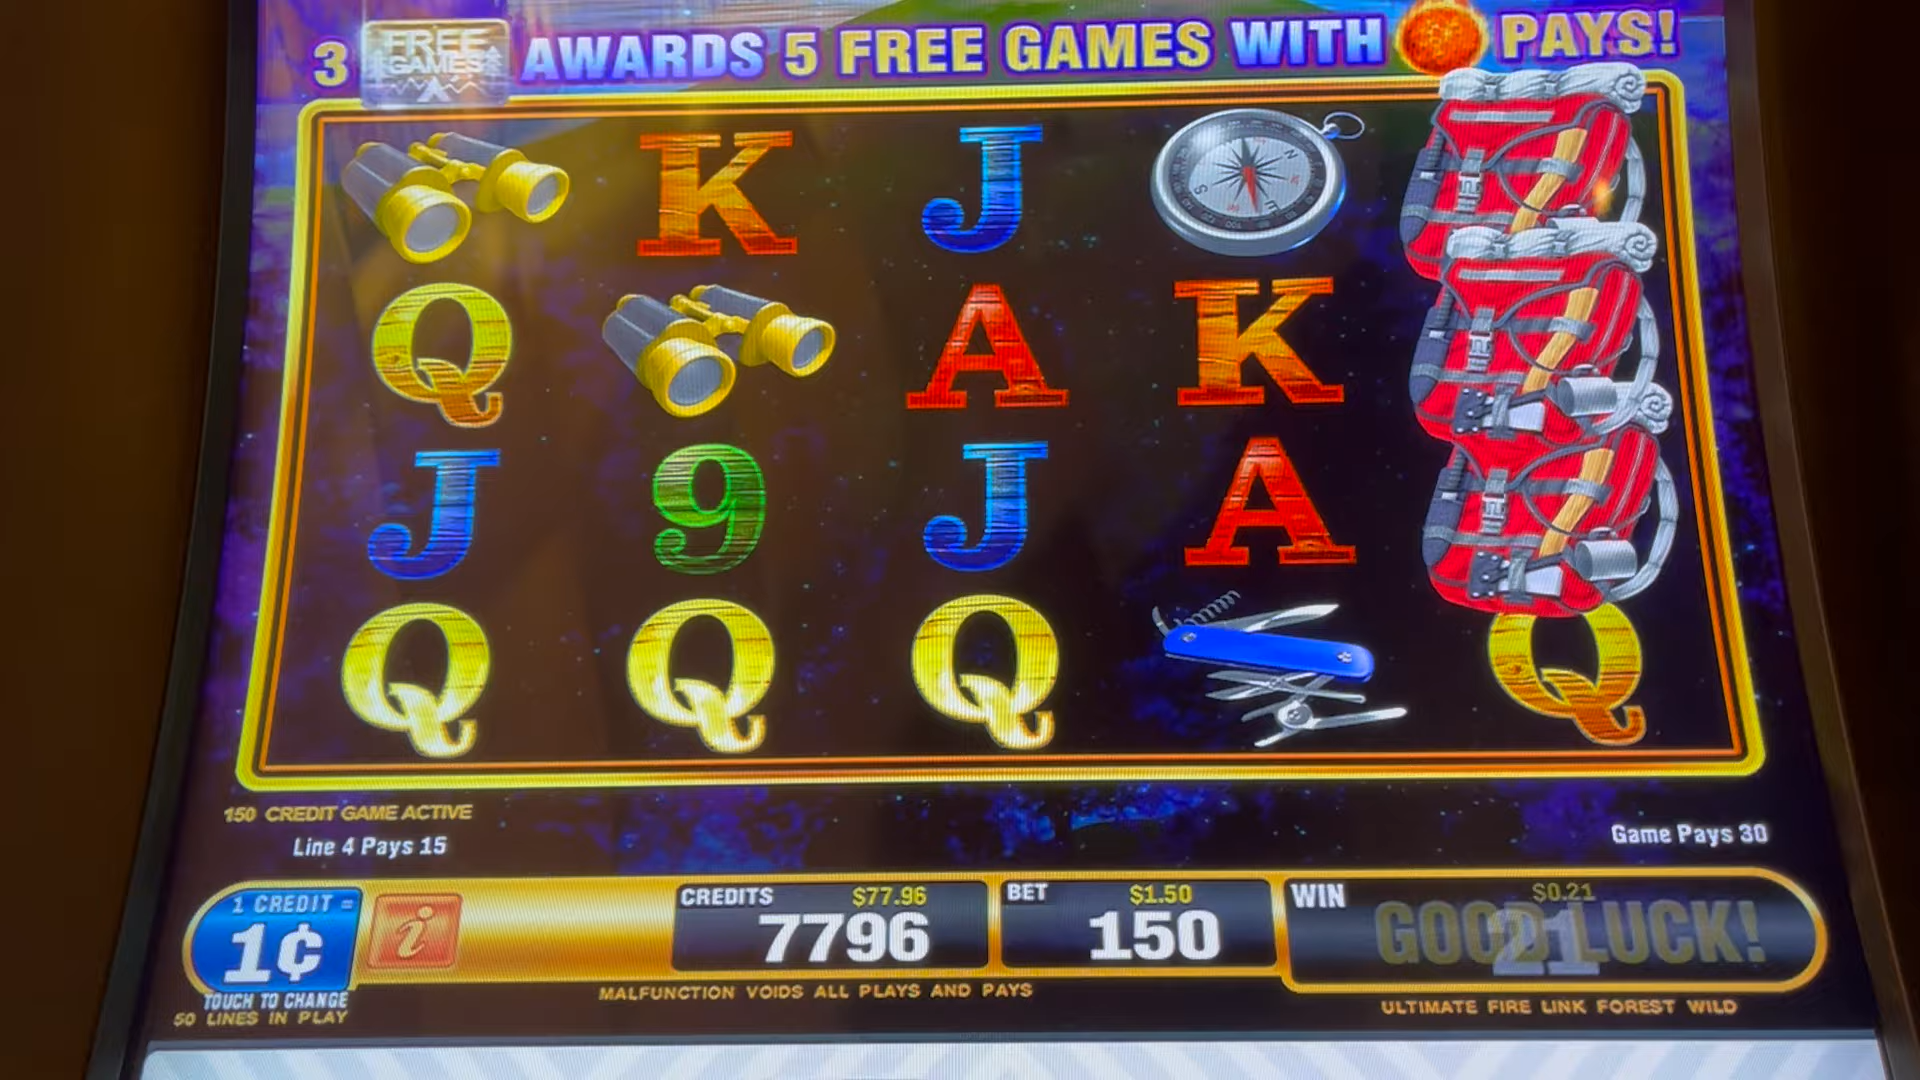 3 FREE GAMES AWARDS 5 FREE GAMES WITH PAYS!
K J
Q A K
J 9 J A
Q Q Q Q
150 CREDIT GAME ACTIVE
Line 4 Pays 15
Game Pays 30
1 CREDIT =
1¢
TOUCH TO CHANGE
50 LINES IN PLAY
i
CREDITS $77.96
7796
BET $1.50
150
WIN $0.21
GOOD LUCK!
21
MALFUNCTION VOIDS ALL PLAYS AND PAYS
ULTIMATE FIRE LINK FOREST WILD